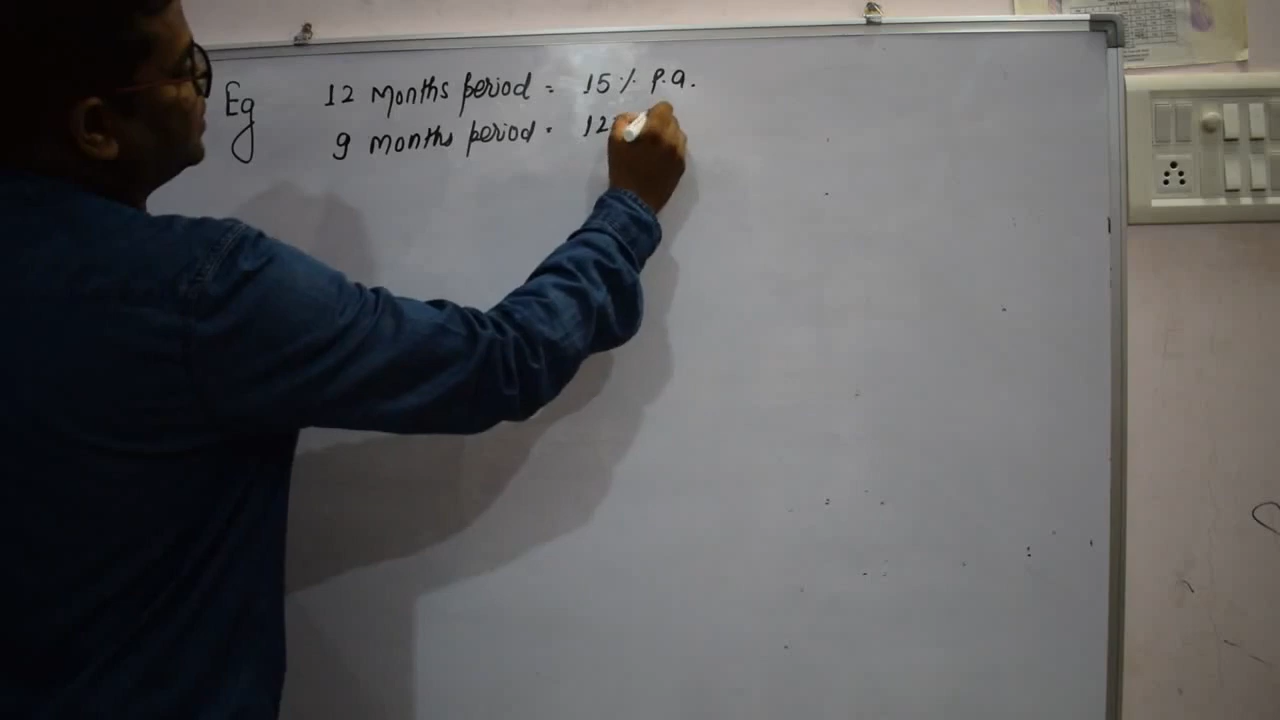 Eg 12 Months period = 15 % P.a.
9 months period = 12